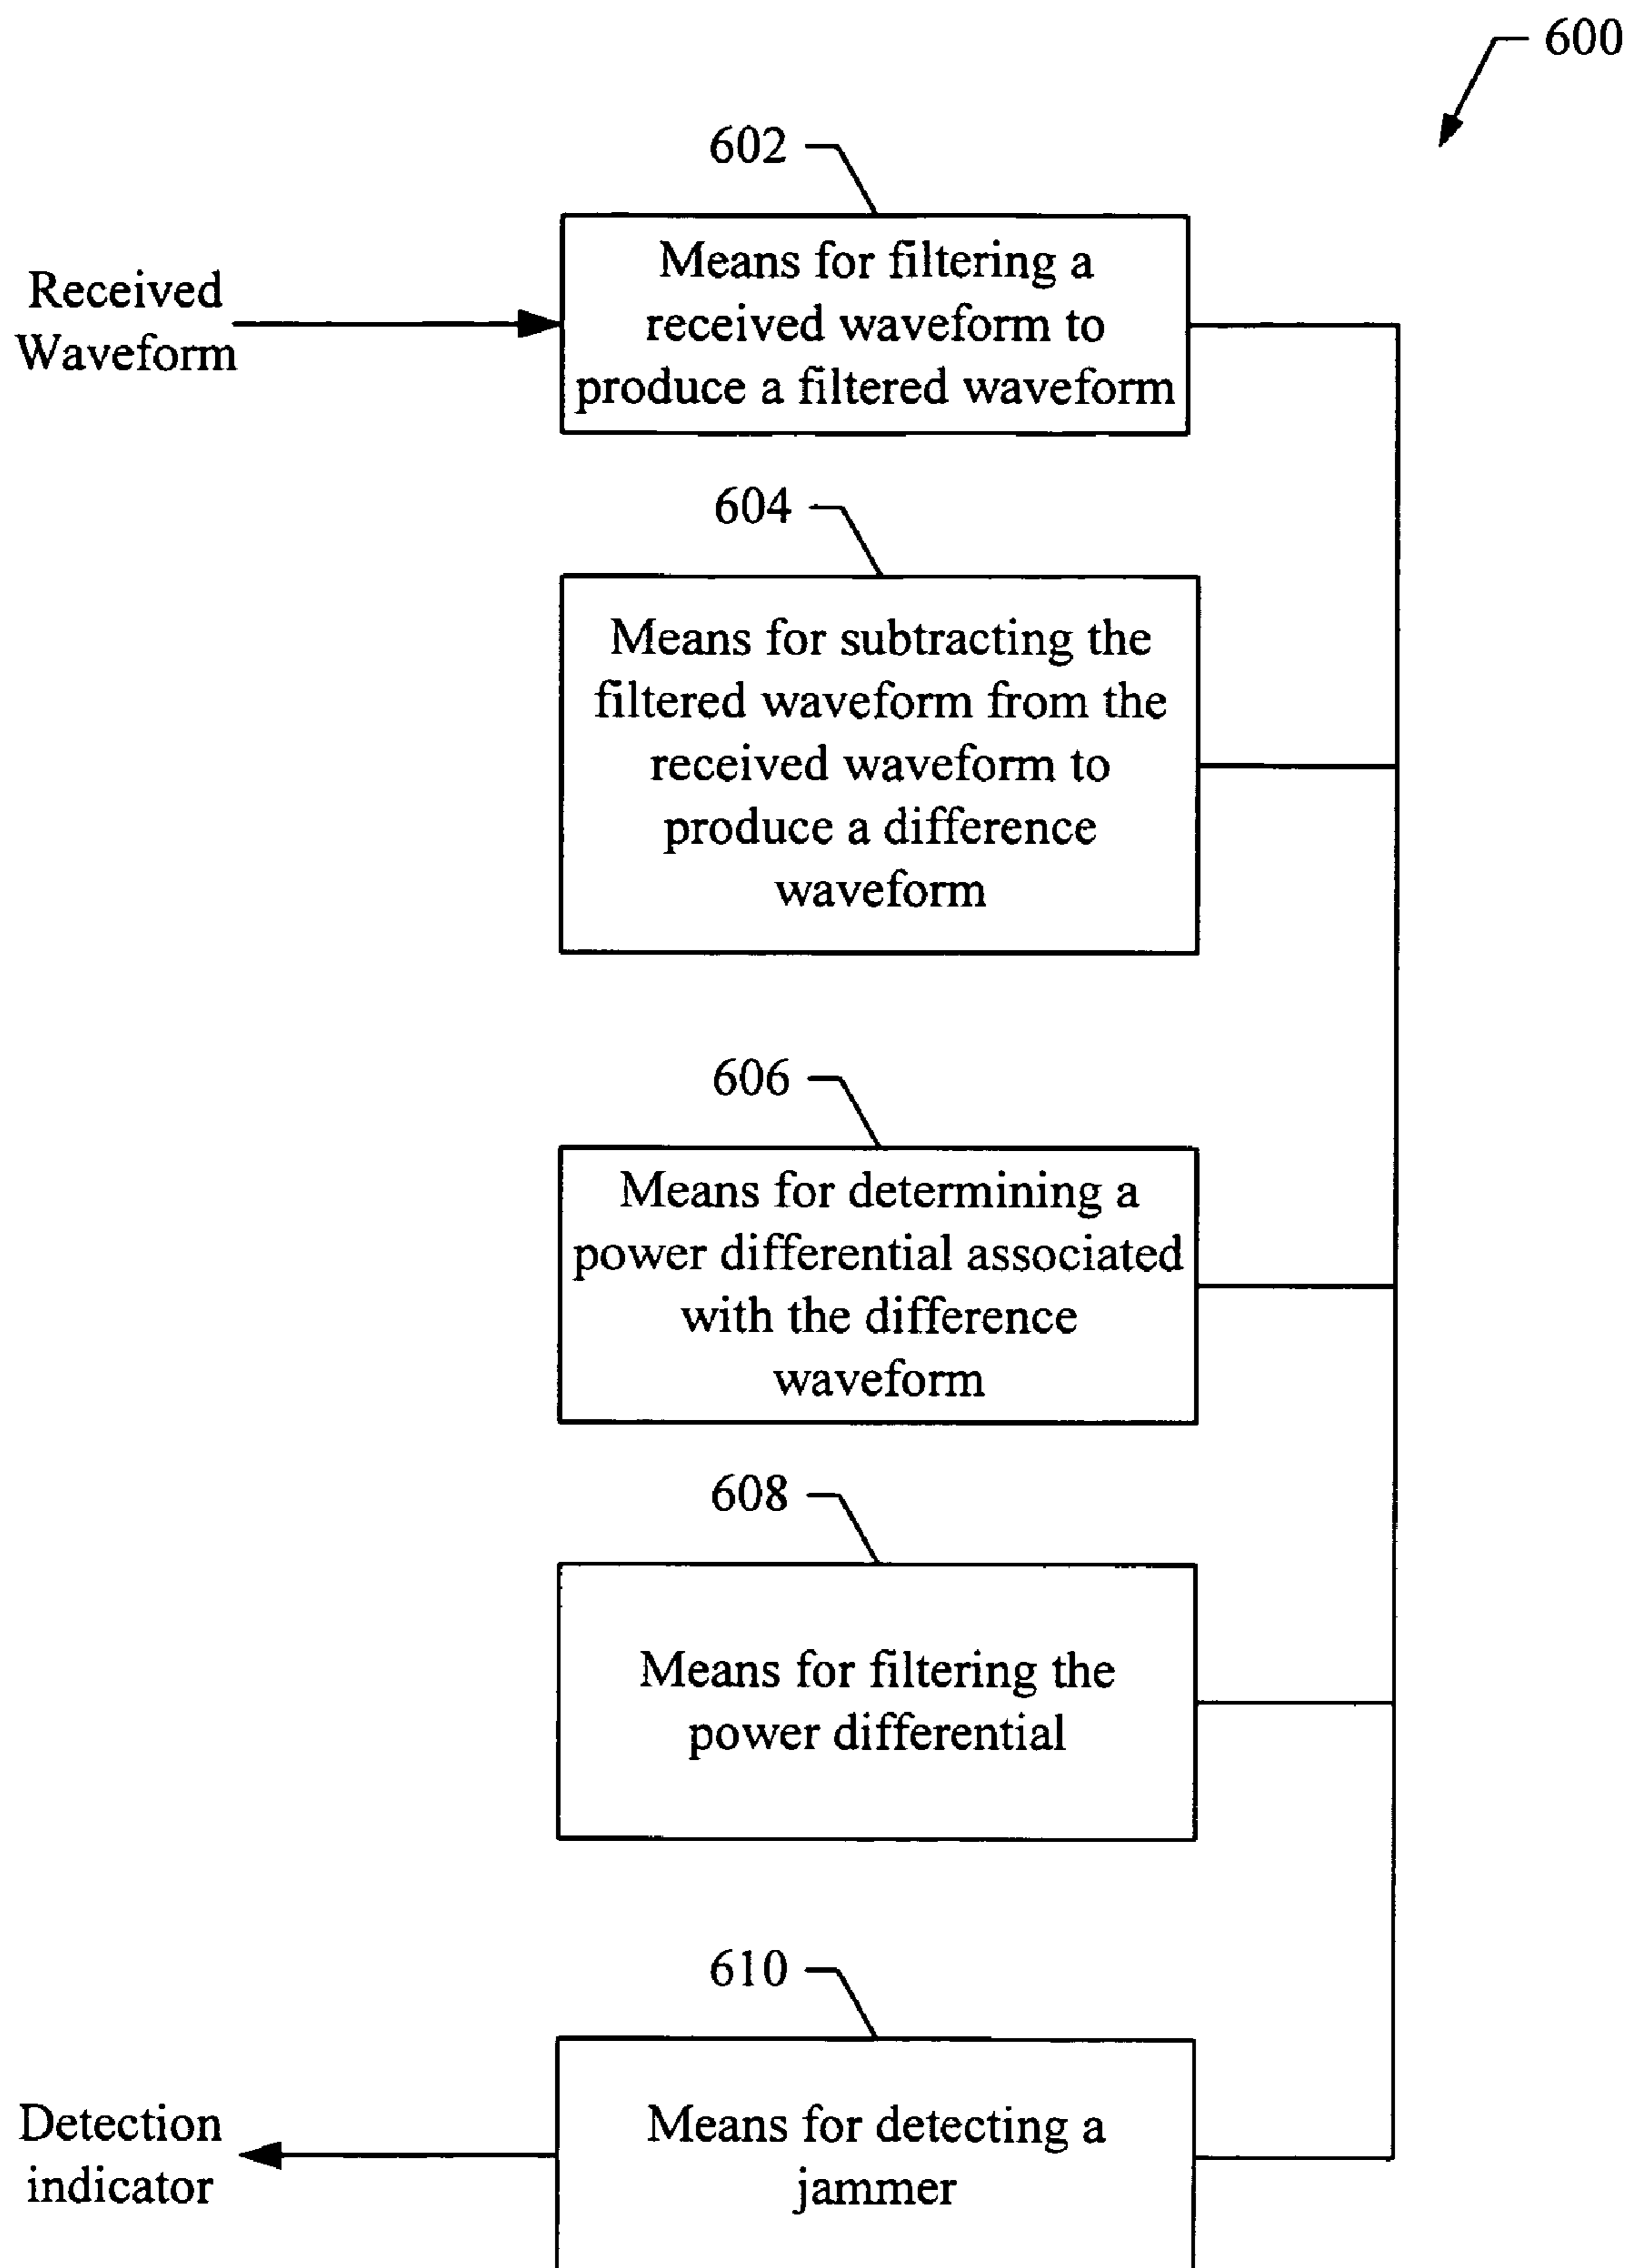 600
602
Means for filtering a
received waveform to
produce a filtered waveform
Received
Waveform
604
Means for subtracting the
filtered waveform from the
received waveform to
produce a difference
waveform
606
Means for determining a
power differential associated
with the difference
waveform
608
Means for filtering the
power differential
610
Means for detecting a
jammer
Detection
indicator